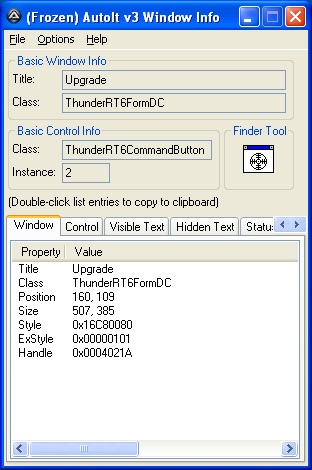 (Frozen) AutoIt v3 Window Info
File Options Help
Basic Window Info
Title: Upgrade
Class: ThunderRT6FormDC
Basic Control Info
Finder Tool
Class: ThunderRT6CommandButton
Instance: 2
(Double-click list entries to copy to clipboard)
Window Control Visible Text Hidden Text Status
Property Value
Title Upgrade
Class ThunderRT6FormDC
Position 160, 109
Size 507, 385
Style 0x16C80080
ExStyle 0x00000101
Handle 0x0004021A